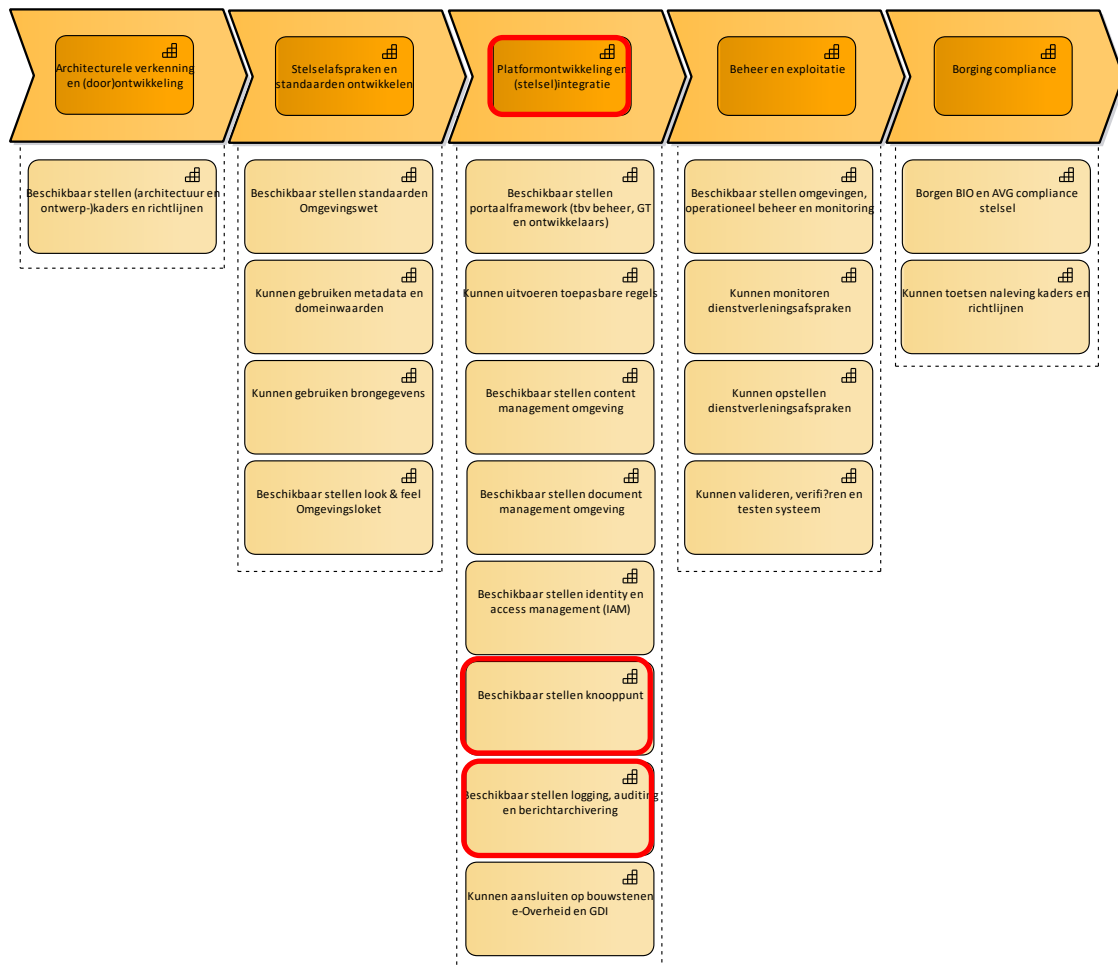 Architecturele verkenning
en (door)ontwikkeling
Stelselafspraken en
standaarden ontwikkelen
Platformontwikkeling en
(stelsel)integratie
Beheer en exploitatie
Borging compliance
Beschikbaar stellen (architectuur en
ontwerp-)kaders en richtlijnen
Beschikbaar stellen standaarden
Omgevingswet
Kunnen gebruiken metadata en
domeinwaarden
Kunnen gebruiken brongegevens
Beschikbaar stellen look & feel
Omgevingsloket
Beschikbaar stellen
portaalframework (tbv beheer, GT
en ontwikkelaars)
Kunnen uitvoeren toepasbare regels
Beschikbaar stellen content
management omgeving
Beschikbaar stellen document
management omgeving
Beschikbaar stellen identity en
access management (IAM)
Beschikbaar stellen knooppunt
Beschikbaar stellen logging, auditing
en berichtarchivering
Kunnen aansluiten op bouwstenen
e-Overheid en GDI
Beschikbaar stellen omgevingen,
operationeel beheer en monitoring
Kunnen monitoren
dienstverleningsafspraken
Kunnen opstellen
dienstverleningsafspraken
Kunnen valideren, verifi?ren en
testen systeem
Borgen BIO en AVG compliance
stelsel
Kunnen toetsen naleving kaders en
richtlijnen